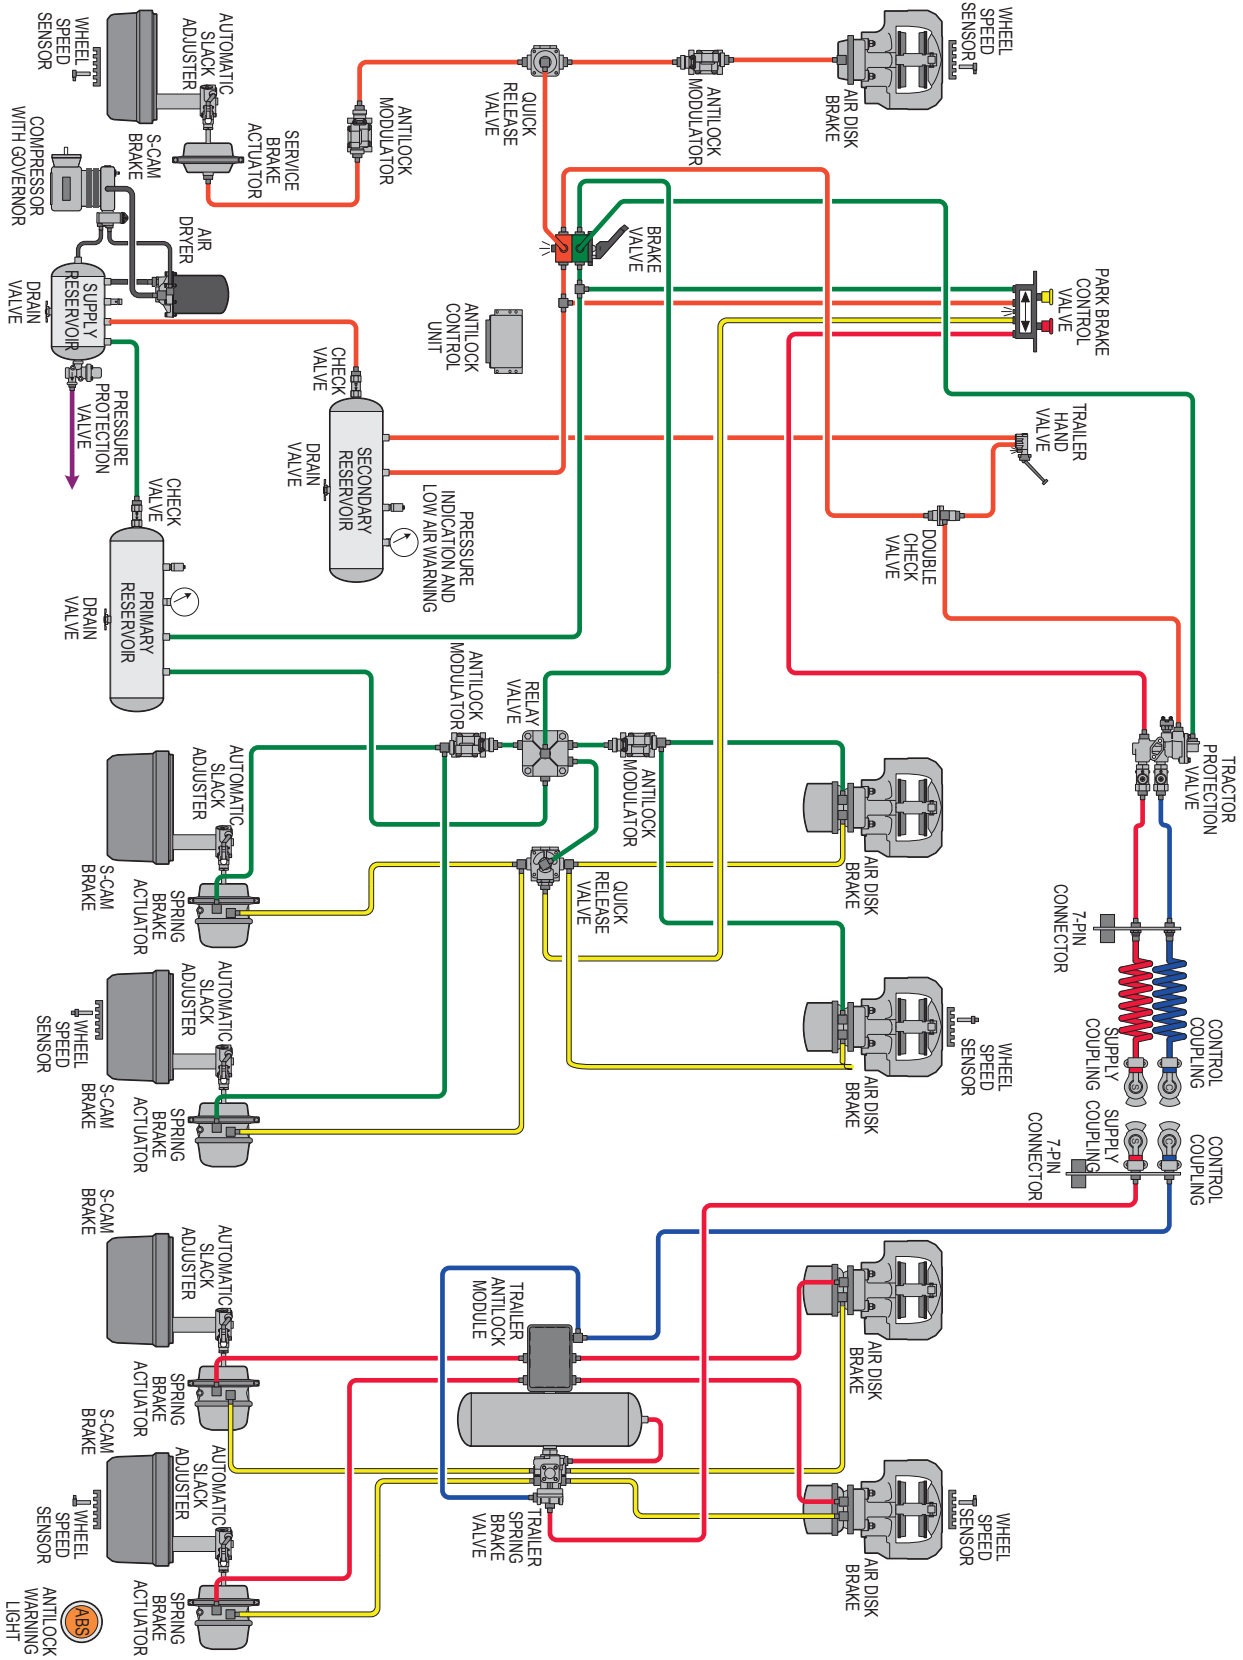 WHEEL
SPEED
SENSOR
AUTOMATIC
SLACK
ADJUSTER
S-CAM
BRAKE
SERVICE
BRAKE
ACTUATOR
ANTILOCK
MODULATOR
QUICK
RELEASE
VALVE
ANTILOCK
MODULATOR
AIR DISK
BRAKE
WHEEL
SPEED
SENSOR
COMPRESSOR
WITH GOVERNOR
AIR
DRYER
SUPPLY
RESERVOIR
DRAIN
VALVE
PRESSURE
PROTECTION
VALVE
BRAKE
VALVE
ANTILOCK
CONTROL
UNIT
PARK BRAKE
CONTROL
VALVE
CHECK
VALVE
SECONDARY
RESERVOIR
DRAIN
VALVE
PRESSURE
INDICATION AND
LOW AIR WARNING
TRAILER
HAND
VALVE
DOUBLE
CHECK
VALVE
CHECK
VALVE
PRIMARY
RESERVOIR
DRAIN
VALVE
ANTILOCK
MODULATOR
RELAY
VALVE
ANTILOCK
MODULATOR
TRACTOR
PROTECTION
VALVE
AUTOMATIC
SLACK
ADJUSTER
S-CAM
BRAKE
SPRING
BRAKE
ACTUATOR
QUICK
RELEASE
VALVE
AIR DISK
BRAKE
7-PIN
CONNECTOR
AUTOMATIC
SLACK
ADJUSTER
WHEEL
SPEED
SENSOR
S-CAM
BRAKE
SPRING
BRAKE
ACTUATOR
AIR DISK
BRAKE
WHEEL
SPEED
SENSOR
CONTROL
COUPLING
SUPPLY
COUPLING
S
C
CONTROL
COUPLING
SUPPLY
COUPLING
S
C
7-PIN
CONNECTOR
S-CAM
BRAKE
AUTOMATIC
SLACK
ADJUSTER
SPRING
BRAKE
ACTUATOR
TRAILER
ANTILOCK
MODULE
AIR DISK
BRAKE
S-CAM
BRAKE
AUTOMATIC
SLACK
ADJUSTER
WHEEL
SPEED
SENSOR
SPRING
BRAKE
ACTUATOR
TRAILER
SPRING
BRAKE
VALVE
AIR DISK
BRAKE
WHEEL
SPEED
SENSOR
ABS
ANTILOCK
WARNING
LIGHT